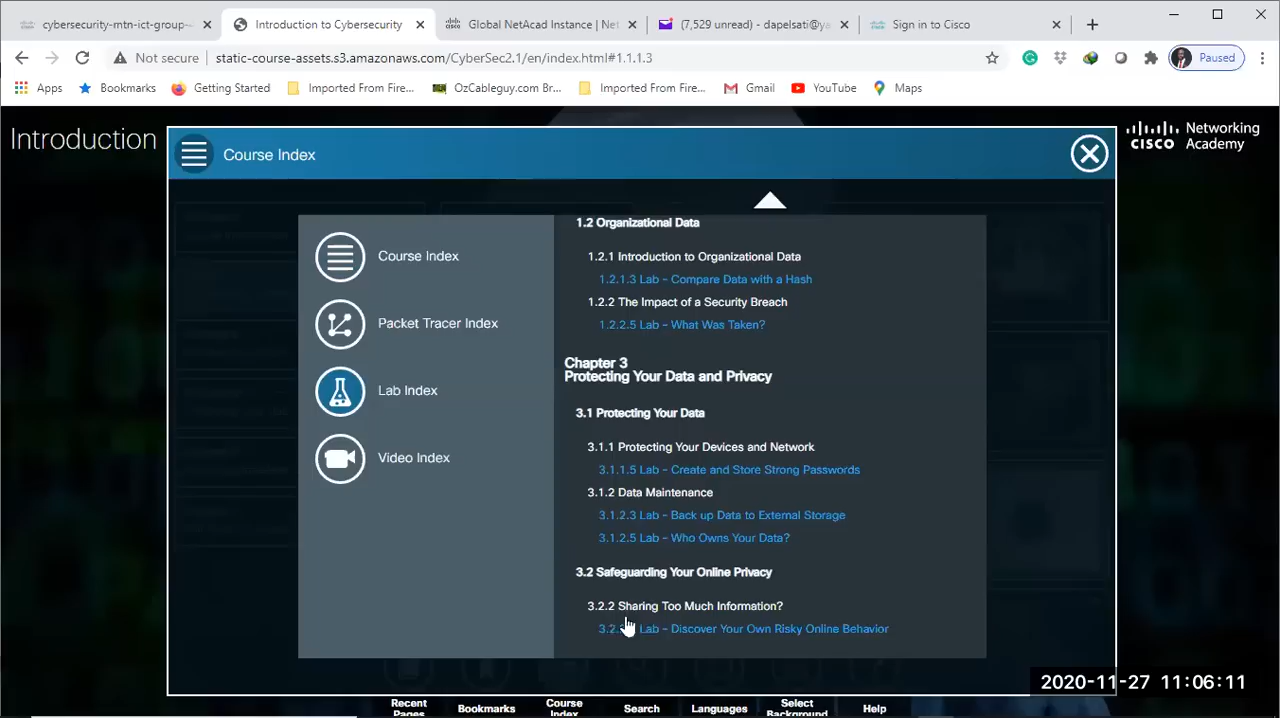 cybersecurity-mtn-ict-group-
Introduction to Cybersecurity
Global NetAcad Instance | Net
(7,529 unread) - dapelsati@ya
Sign in to Cisco
Not secure
static-course-assets.s3.amazonaws.com/CyberSec2.1/en/index.html#1.1.1.3
Paused
Apps
Bookmarks
Getting Started
Imported From Fire...
OzCableguy.com Br...
Imported From Fire...
Gmail
YouTube
Maps
Introduction
Course Index
Networking
CISCO Academy
Course Index
Packet Tracer Index
Lab Index
Video Index
1.2 Organizational Data
1.2.1 Introduction to Organizational Data
1.2.1.3 Lab - Compare Data with a Hash
1.2.2 The Impact of a Security Breach
1.2.2.5 Lab - What Was Taken?
Chapter 3
Protecting Your Data and Privacy
3.1 Protecting Your Data
3.1.1 Protecting Your Devices and Network
3.1.1.5 Lab - Create and Store Strong Passwords
3.1.2 Data Maintenance
3.1.2.3 Lab - Back up Data to External Storage
3.1.2.5 Lab - Who Owns Your Data?
3.2 Safeguarding Your Online Privacy
3.2.2 Sharing Too Much Information?
Lab - Discover Your Own Risky Online Behavior
2020-11-27 11:06:11
Recent
Pages
Bookmarks
Course
Index
Search
Languages
Select
Background
Help